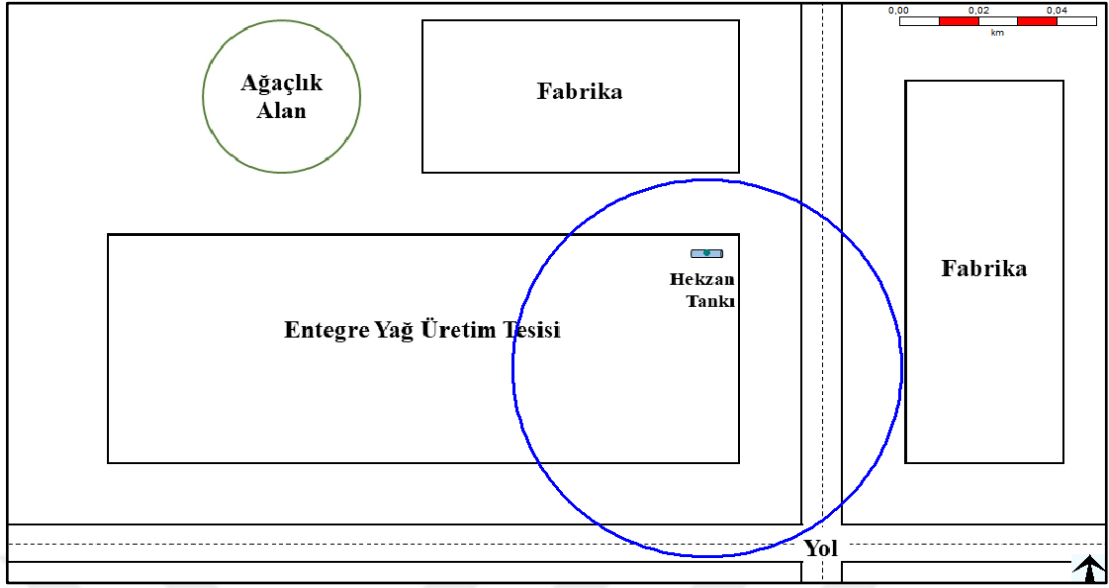 0,00 0,02 0,04
km
Ağaçlık
Alan
Fabrika
Fabrika
Hekzan
Tankı
Entegre Yağ Üretim Tesisi
Yol